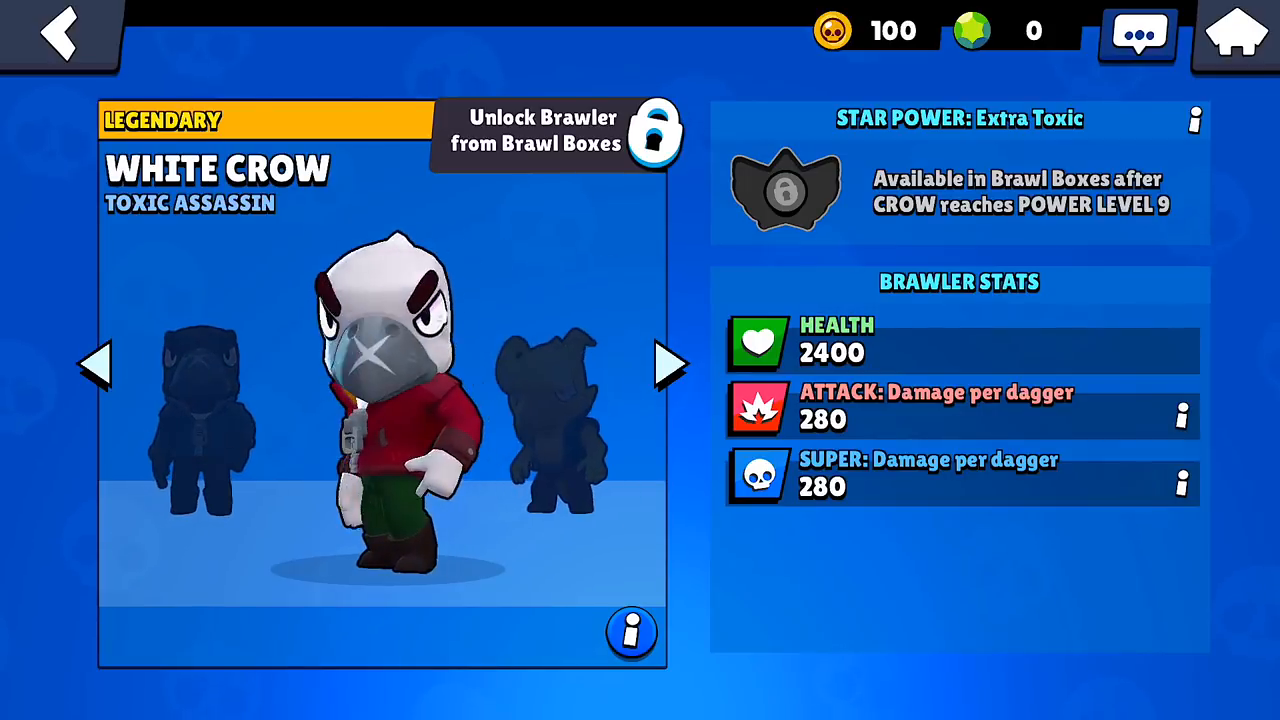 100
0
LEGENDARY
Unlock Brawler
from Brawl Boxes
WHITE CROW
TOXIC ASSASSIN
STAR POWER: Extra Toxic
Available in Brawl Boxes after
CROW reaches POWER LEVEL 9
BRAWLER STATS
HEALTH
2400
ATTACK: Damage per dagger
280
SUPER: Damage per dagger
280